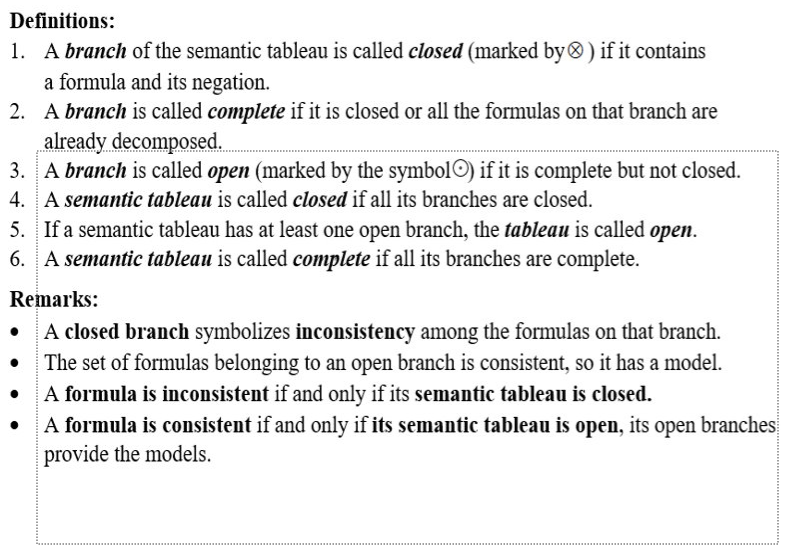 Definitions:
1. A branch of the semantic tableau is called closed (marked by ⊗ ) if it contains
a formula and its negation.
2. A branch is called complete if it is closed or all the formulas on that branch are
already decomposed.
3. A branch is called open (marked by the symbol ⊙) if it is complete but not closed.
4. A semantic tableau is called closed if all its branches are closed.
5. If a semantic tableau has at least one open branch, the tableau is called open.
6. A semantic tableau is called complete if all its branches are complete.
Remarks:
• A closed branch symbolizes inconsistency among the formulas on that branch.
• The set of formulas belonging to an open branch is consistent, so it has a model.
• A formula is inconsistent if and only if its semantic tableau is closed.
• A formula is consistent if and only if its semantic tableau is open, its open branches
provide the models.